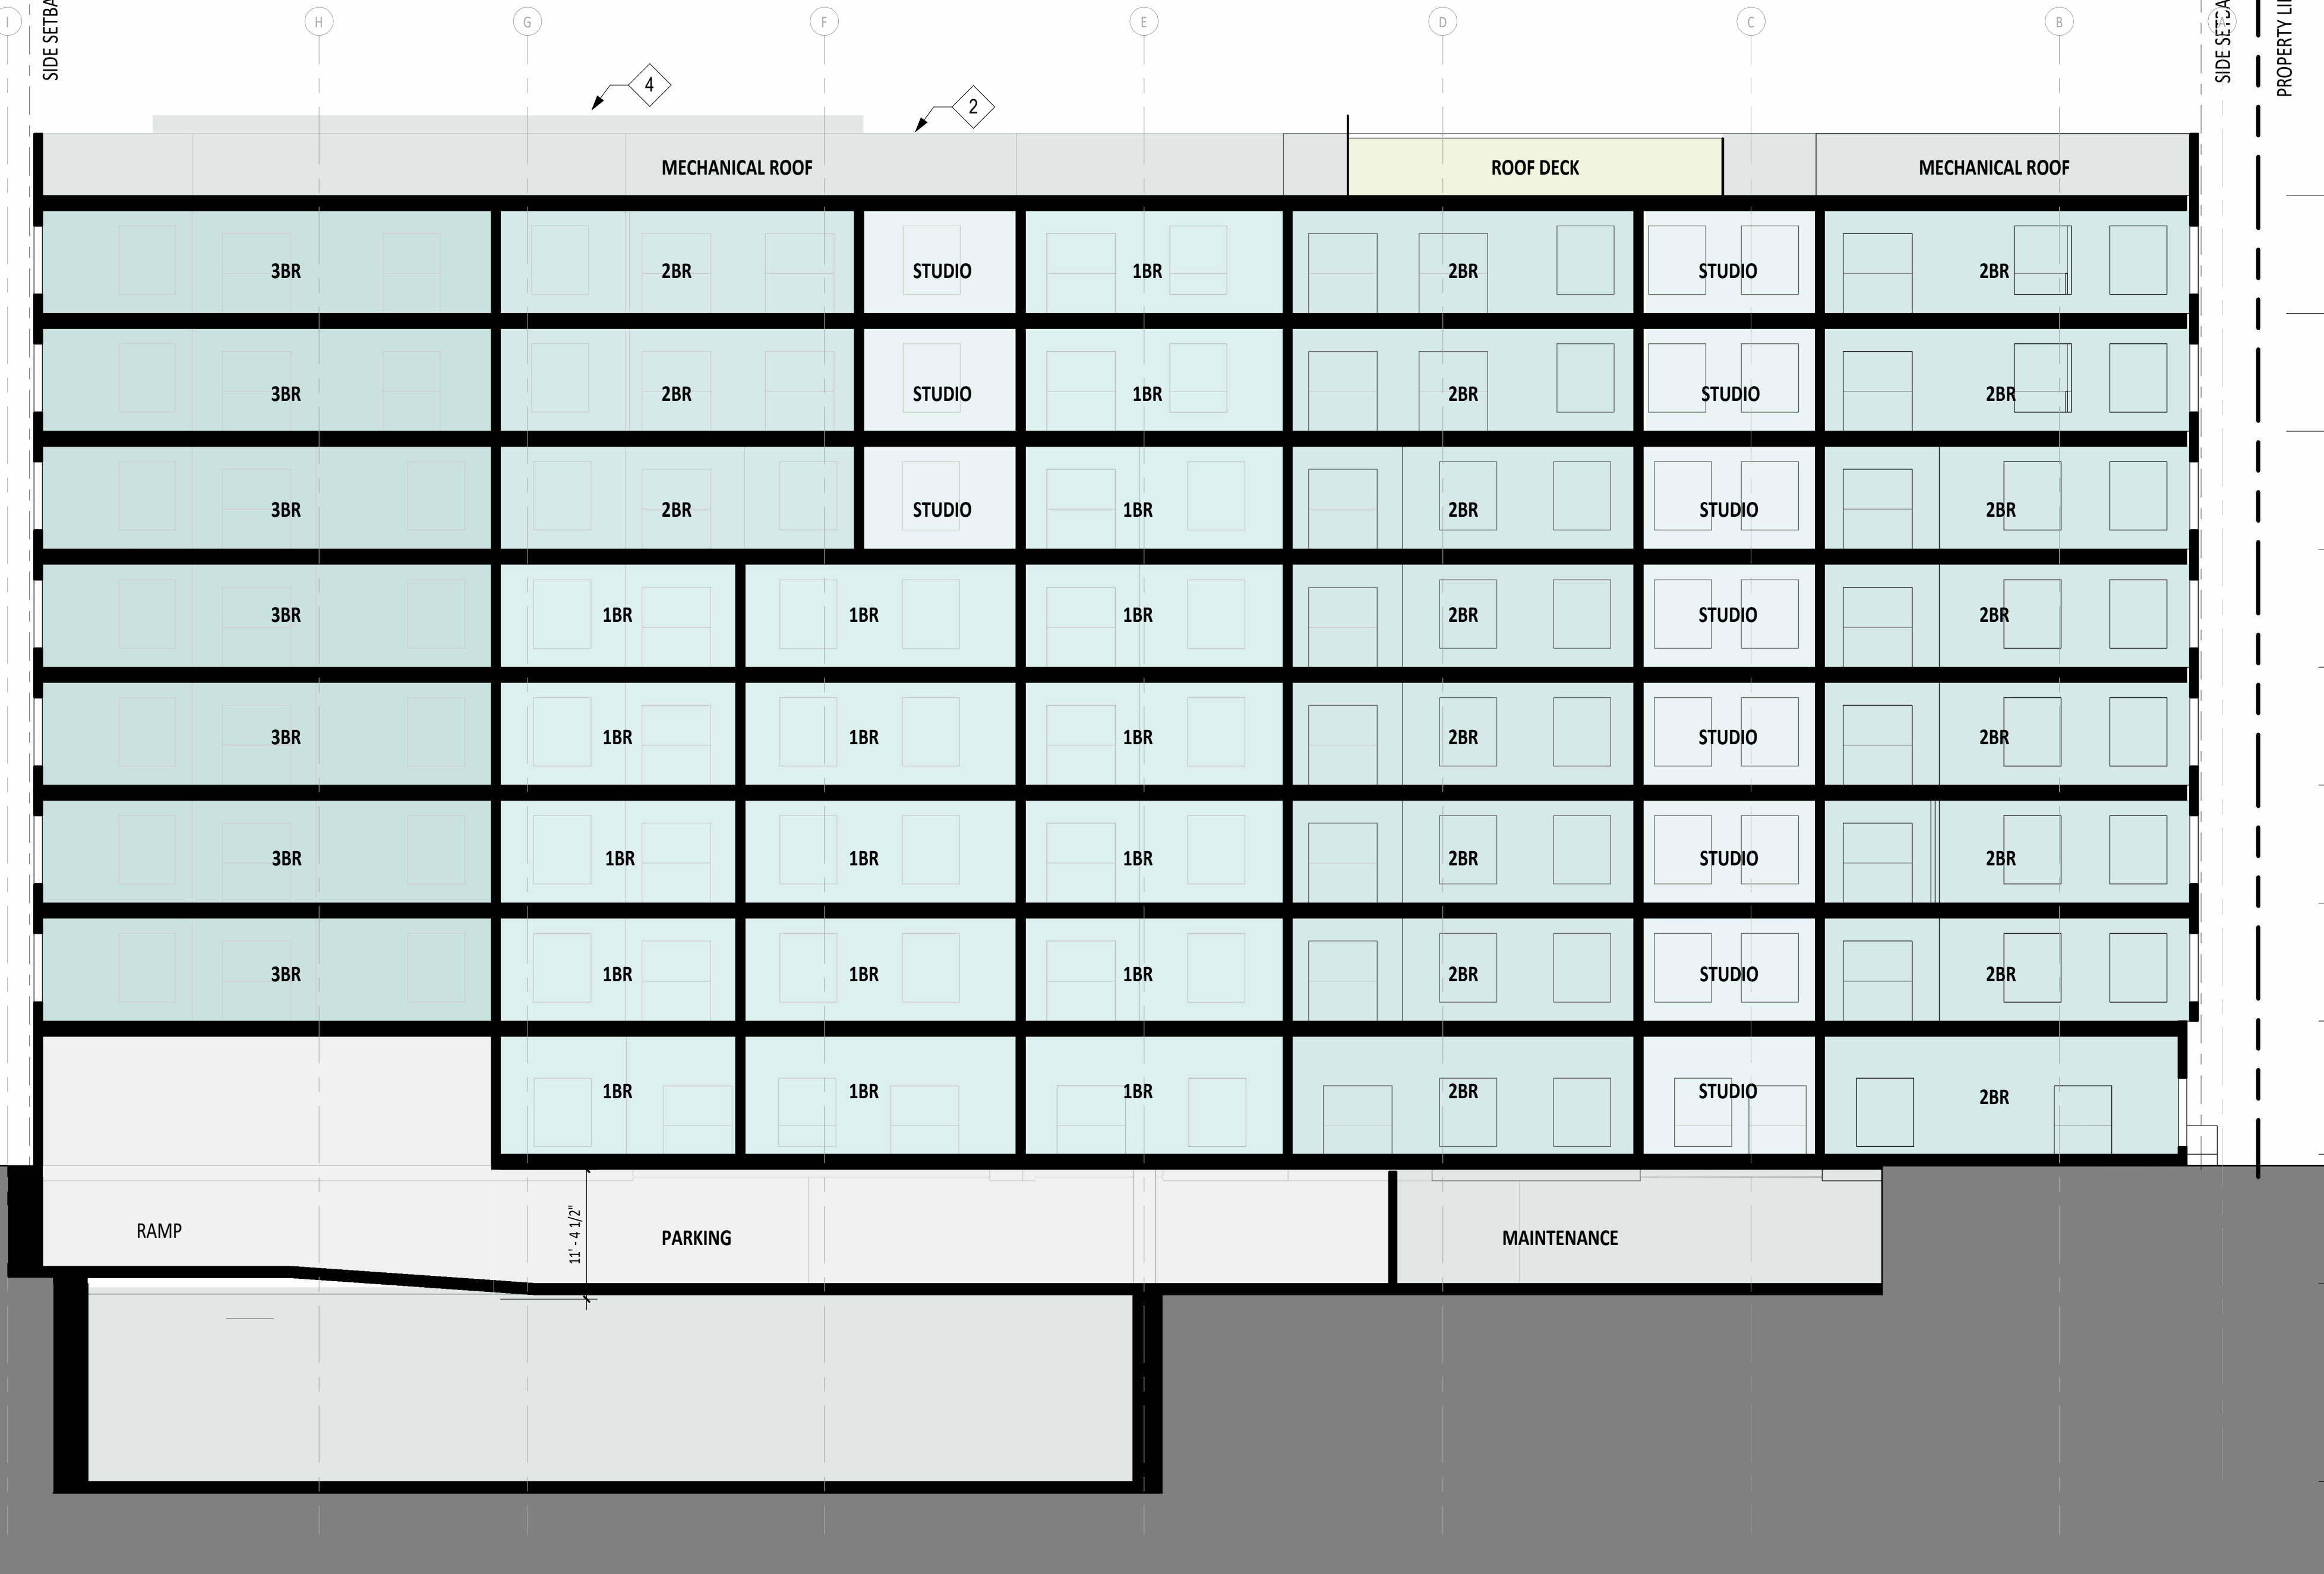 I
H
G
F
E
D
C
B
A
SIDE SETBA
SIDE SETBA
PROPERTY LI
4
2
MECHANICAL ROOF
ROOF DECK
MECHANICAL ROOF
3BR
2BR
STUDIO
1BR
2BR
STUDIO
2BR
3BR
2BR
STUDIO
1BR
2BR
STUDIO
2BR
3BR
2BR
STUDIO
1BR
2BR
STUDIO
2BR
3BR
1BR
1BR
1BR
2BR
STUDIO
2BR
3BR
1BR
1BR
1BR
2BR
STUDIO
2BR
3BR
1BR
1BR
1BR
2BR
STUDIO
2BR
3BR
1BR
1BR
1BR
2BR
STUDIO
2BR
1BR
1BR
1BR
2BR
STUDIO
2BR
RAMP
11' - 4 1/2"
PARKING
MAINTENANCE